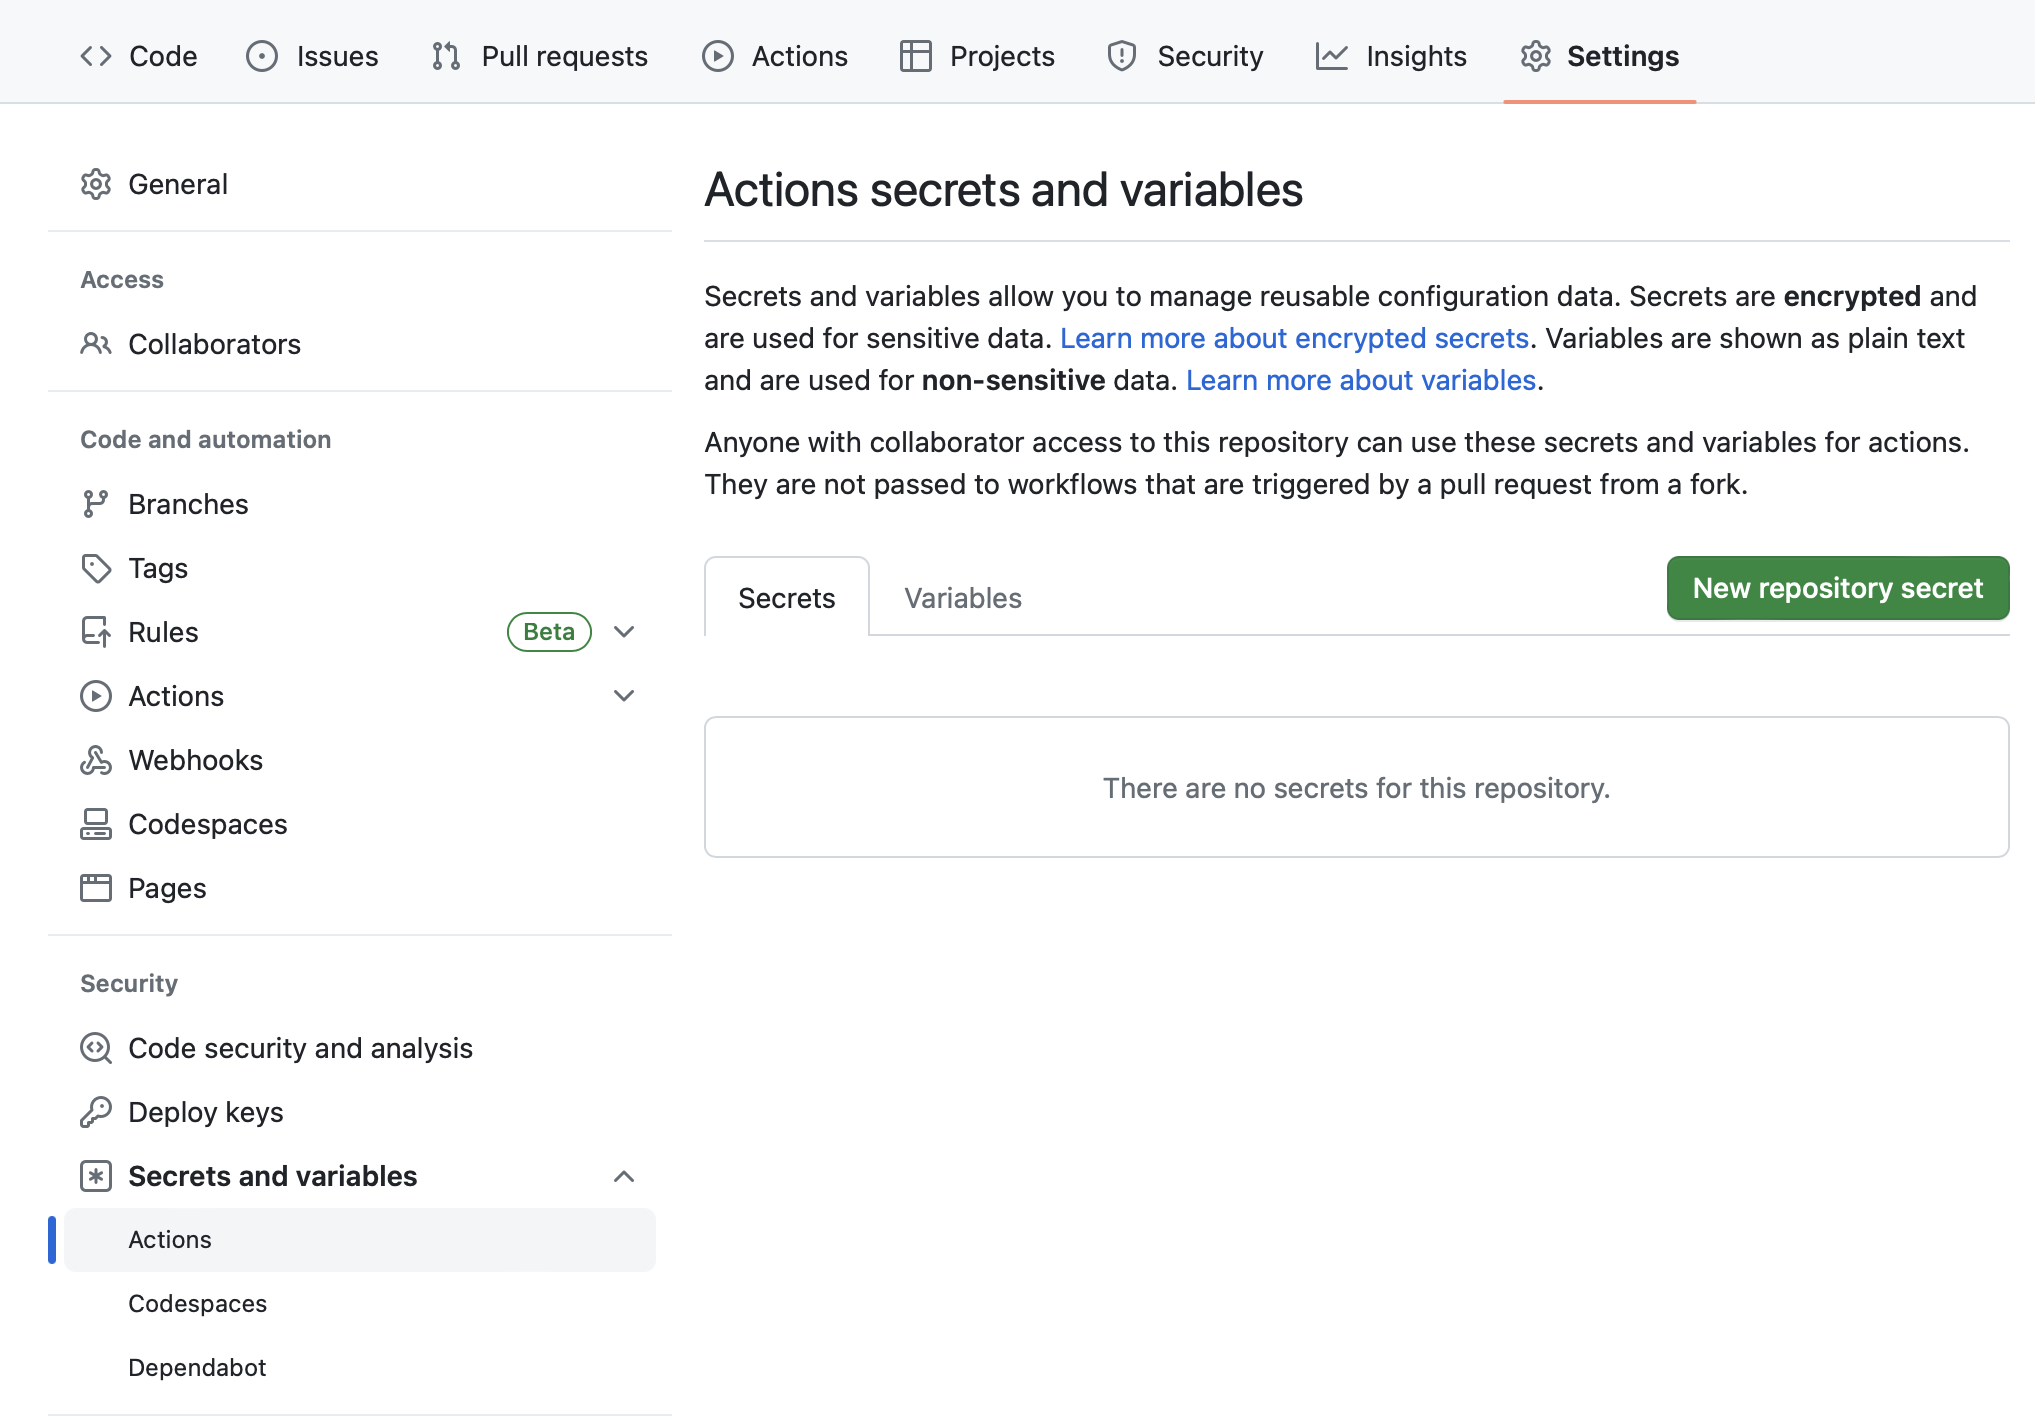 Code Issues Pull requests Actions Projects Security Insights Settings
General
Access
Collaborators
Code and automation
Branches
Tags
Rules Beta
Actions
Webhooks
Codespaces
Pages
Security
Code security and analysis
Deploy keys
Secrets and variables
Actions
Codespaces
Dependabot
Actions secrets and variables
Secrets and variables allow you to manage reusable configuration data. Secrets are encrypted and
are used for sensitive data. Learn more about encrypted secrets. Variables are shown as plain text
and are used for non-sensitive data. Learn more about variables.
Anyone with collaborator access to this repository can use these secrets and variables for actions.
They are not passed to workflows that are triggered by a pull request from a fork.
Secrets Variables New repository secret
There are no secrets for this repository.